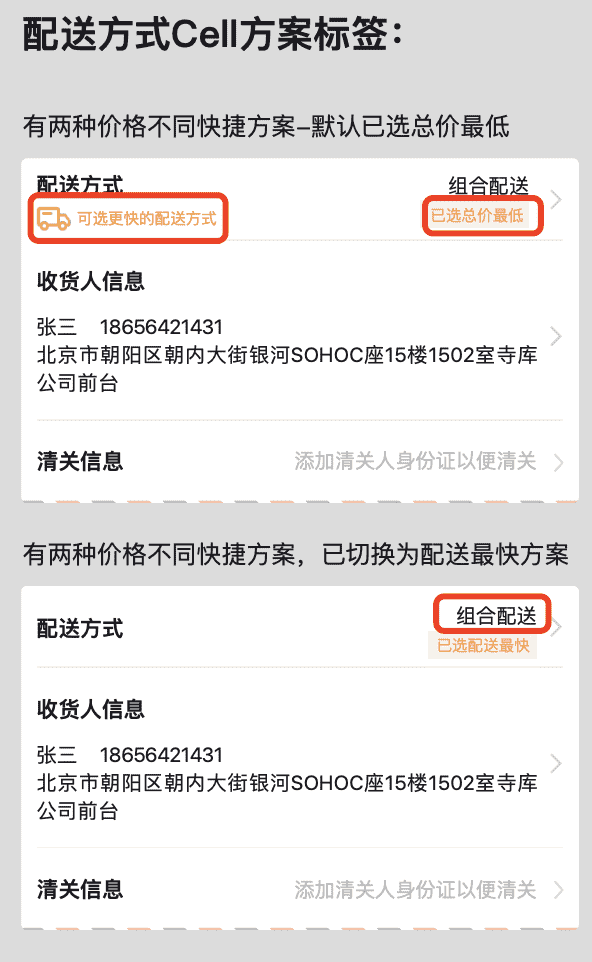 配送方式Cell方案标签：
有两种价格不同快捷方案–默认已选总价最低
配送方式
组合配送
可选更快的配送方式
已选总价最低
收货人信息
张三 18656421431
北京市朝阳区朝内大街银河SOHOC座15楼1502室寺库
公司前台
清关信息
添加清关人身份证以便清关
有两种价格不同快捷方案，已切换为配送最快方案
组合配送
配送方式
已选配送最快
收货人信息
张三 18656421431
北京市朝阳区朝内大街银河SOHOC座15楼1502室寺库
公司前台
清关信息
添加清关人身份证以便清关